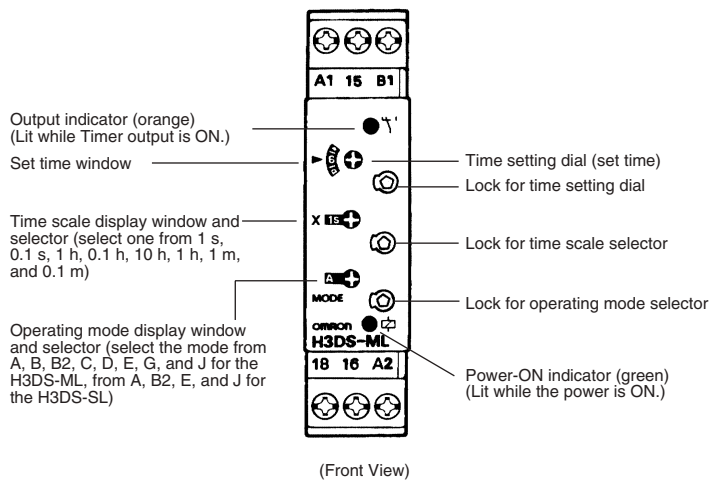 A1 15 B1
Output indicator (orange)
(Lit while Timer output is ON.)
Set time window
Time setting dial (set time)
Lock for time setting dial
Time scale display window and
selector (select one from 1 s,
0.1 s, 1 h, 0.1 h, 10 h, 1 h, 1 m,
and 0.1 m)
X 1S
Lock for time scale selector
A
MODE
Lock for operating mode selector
Operating mode display window
and selector (select the mode from
A, B, B2, C, D, E, G, and J for the
H3DS-ML, from A, B2, E, and J for
the H3DS-SL)
omron
H3DS-ML
18 16 A2
Power-ON indicator (green)
(Lit while the power is ON.)
(Front View)